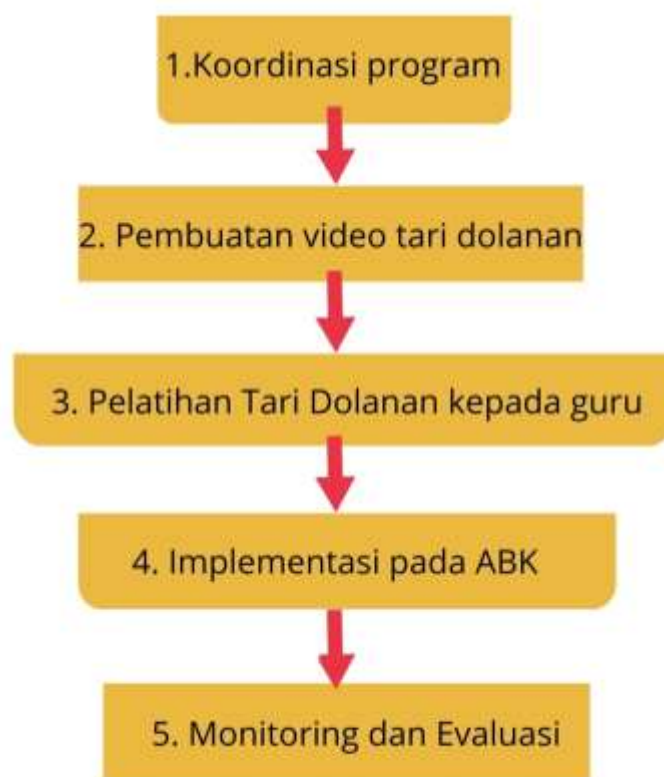 1.Koordinasi program
2. Pembuatan video tari dolanan
3. Pelatihan Tari Dolanan kepada guru
4. Implementasi pada ABK
5. Monitoring dan Evaluasi